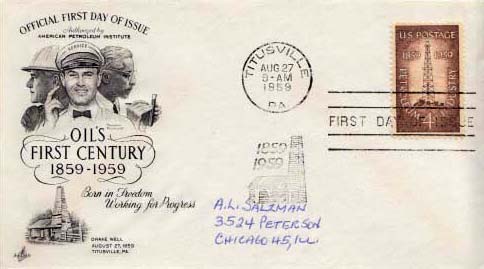 OFFICIAL FIRST DAY OF ISSUE
Authorized by
AMERICAN PETROLEUM INSTITUTE
SERVICE
OIL'S
FIRST CENTURY
1859-1959
Born in Freedom
Working for Progress
DRAKE WELL
AUGUST 27, 1859
TITUSVILLE, PA.
ArtCraft
TITUSVILLE
AUG 27
9-AM
1959
PA.
U.S. POSTAGE
1859 1959
PETROLEUM INDUSTRY
4¢
FIRST DAY OF ISSUE
1859
1959
A.L. SALZMAN
3524 PETERSON
CHICAGO 45, ILL.